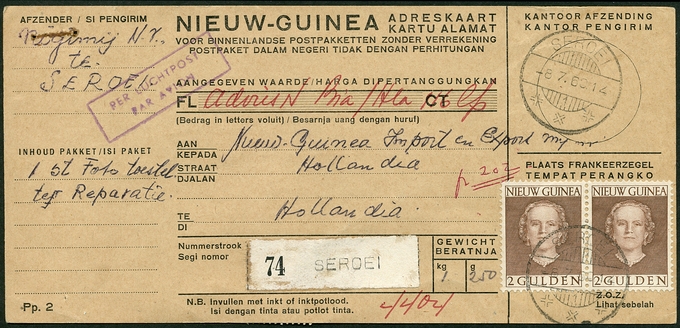 AFZENDER / SI PENGIRIM
N.V.
te.
SEROEI
PER LUCHTPOST
PAR AVION
INHOUD PAKKET / ISI PAKET
1 st Foto toestel
ter Reparatie.
-Pp. 2
NIEUW-GUINEA ADRESKAART
KARTU ALAMAT
VOOR BINNENLANDSE POSTPAKKETTEN ZONDER VERREKENING
POSTPAKET DALAM NEGERI TIDAK DENGAN PERHITUNGAN
AANGEGEVEN WAARDE/HARGA DIPERTANGGUNGKAN
FL CT
(Bedrag in letters voluit) / Besarnja uang dengan huruf)
AAN
KEPADA
Nieuw-Guinea Import en Export
STRAAT
DJALAN
Hollandia
TE
DI
Hollandia.
Nummerstrook
Segi nomor
74 SEROEI
GEWICHT
BERATNJA
kg g
1 250
N.B. Invullen met inkt of inktpotlood.
Isi dengan tinta atau potlot tinta.
KANTOOR AFZENDING
KANTOR PENGIRIM
SEROEI
PLAATS FRANKEERZEGEL
TEMPAT PERANGKO
NIEUW GUINEA NIEUW GUINEA
2 GULDEN 2 GULDEN
z.o.z.
Lihat sebelah